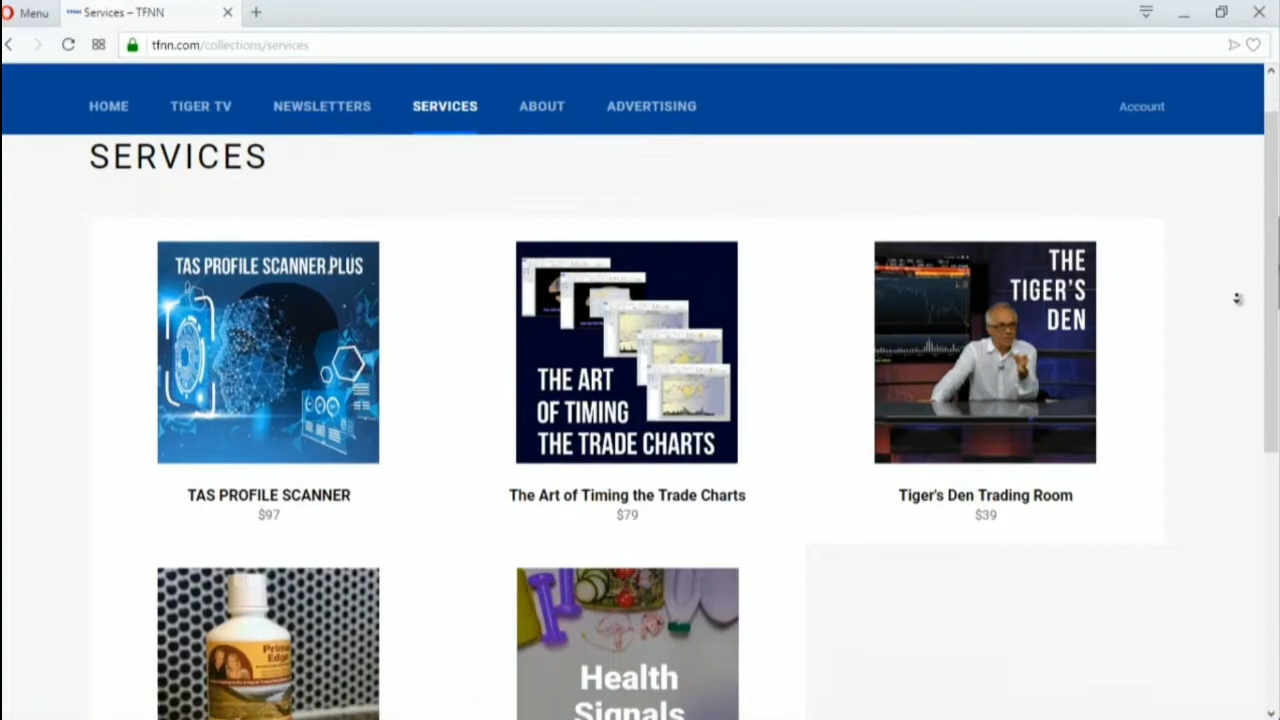 Menu
Services – TFNN
tfnn.com/collections/services
HOME
TIGER TV
NEWSLETTERS
SERVICES
ABOUT
ADVERTISING
Account
SERVICES
TAS PROFILE SCANNER PLUS
THE ART
OF TIMING
THE TRADE CHARTS
THE
TIGER'S
DEN
TAS PROFILE SCANNER
$97
The Art of Timing the Trade Charts
$79
Tiger's Den Trading Room
$39
Edge
Health
Signals